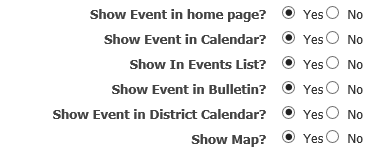 Show Event in home page? Yes No
Show Event in Calendar? Yes No
Show In Events List? Yes No
Show Event in Bulletin? Yes No
Show Event in District Calendar? Yes No
Show Map? Yes No